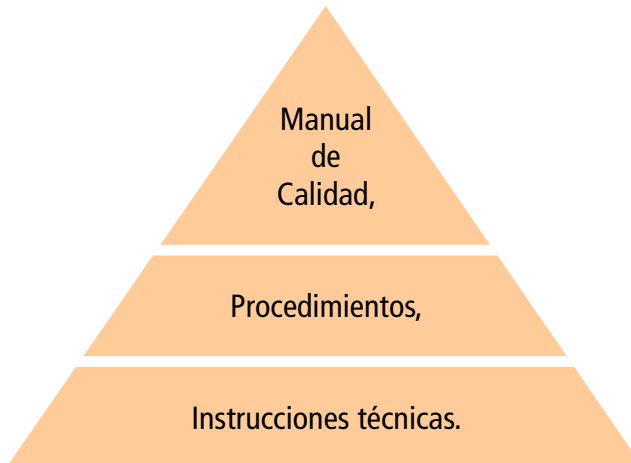 Manual
de
Calidad,
Procedimientos,
Instrucciones técnicas.